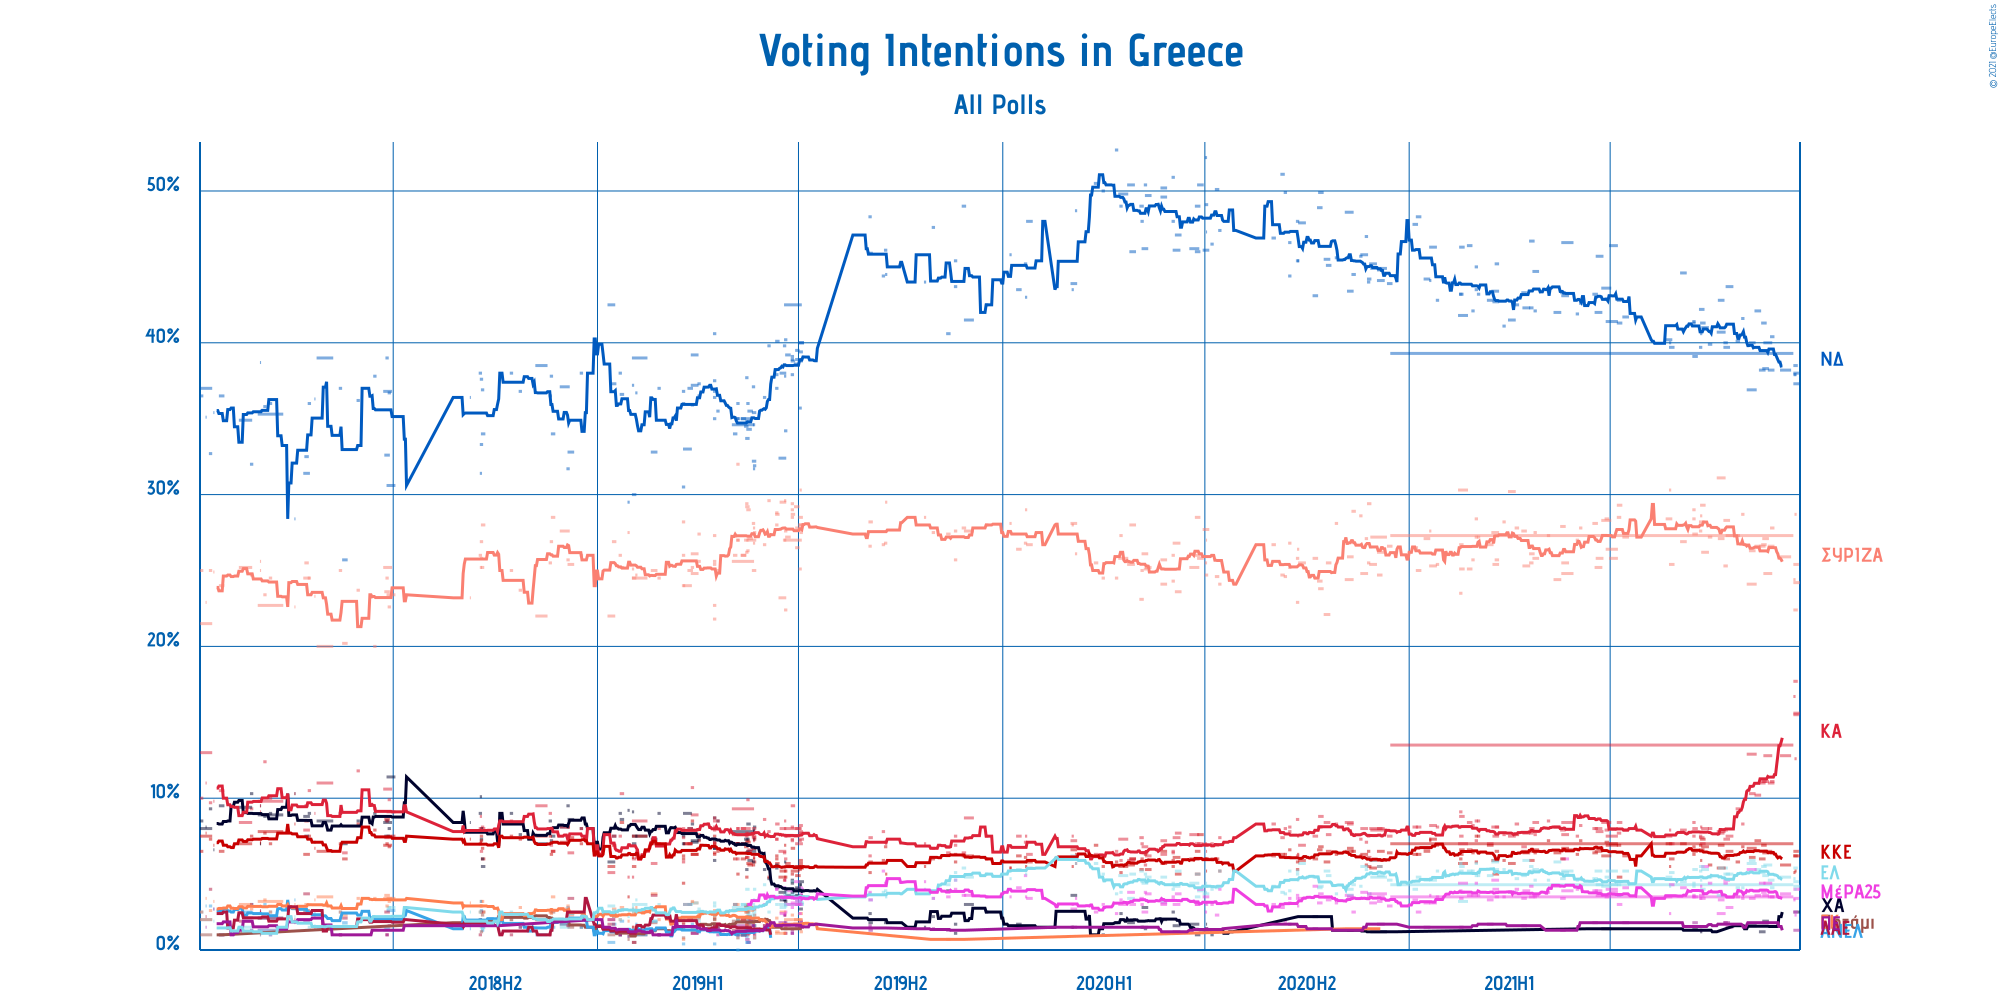 © 2021 @EuropeElects
Voting Intentions in Greece
All Polls
50%
40%
30%
20%
10%
0%
ΝΔ
ΣΥΡΙΖΑ
ΚΑ
ΚΚΕ
ΕΛ
ΜέΡΑ25
ΧΑ
2018H2
2019H1
2019H2
2020H1
2020H2
2021H1